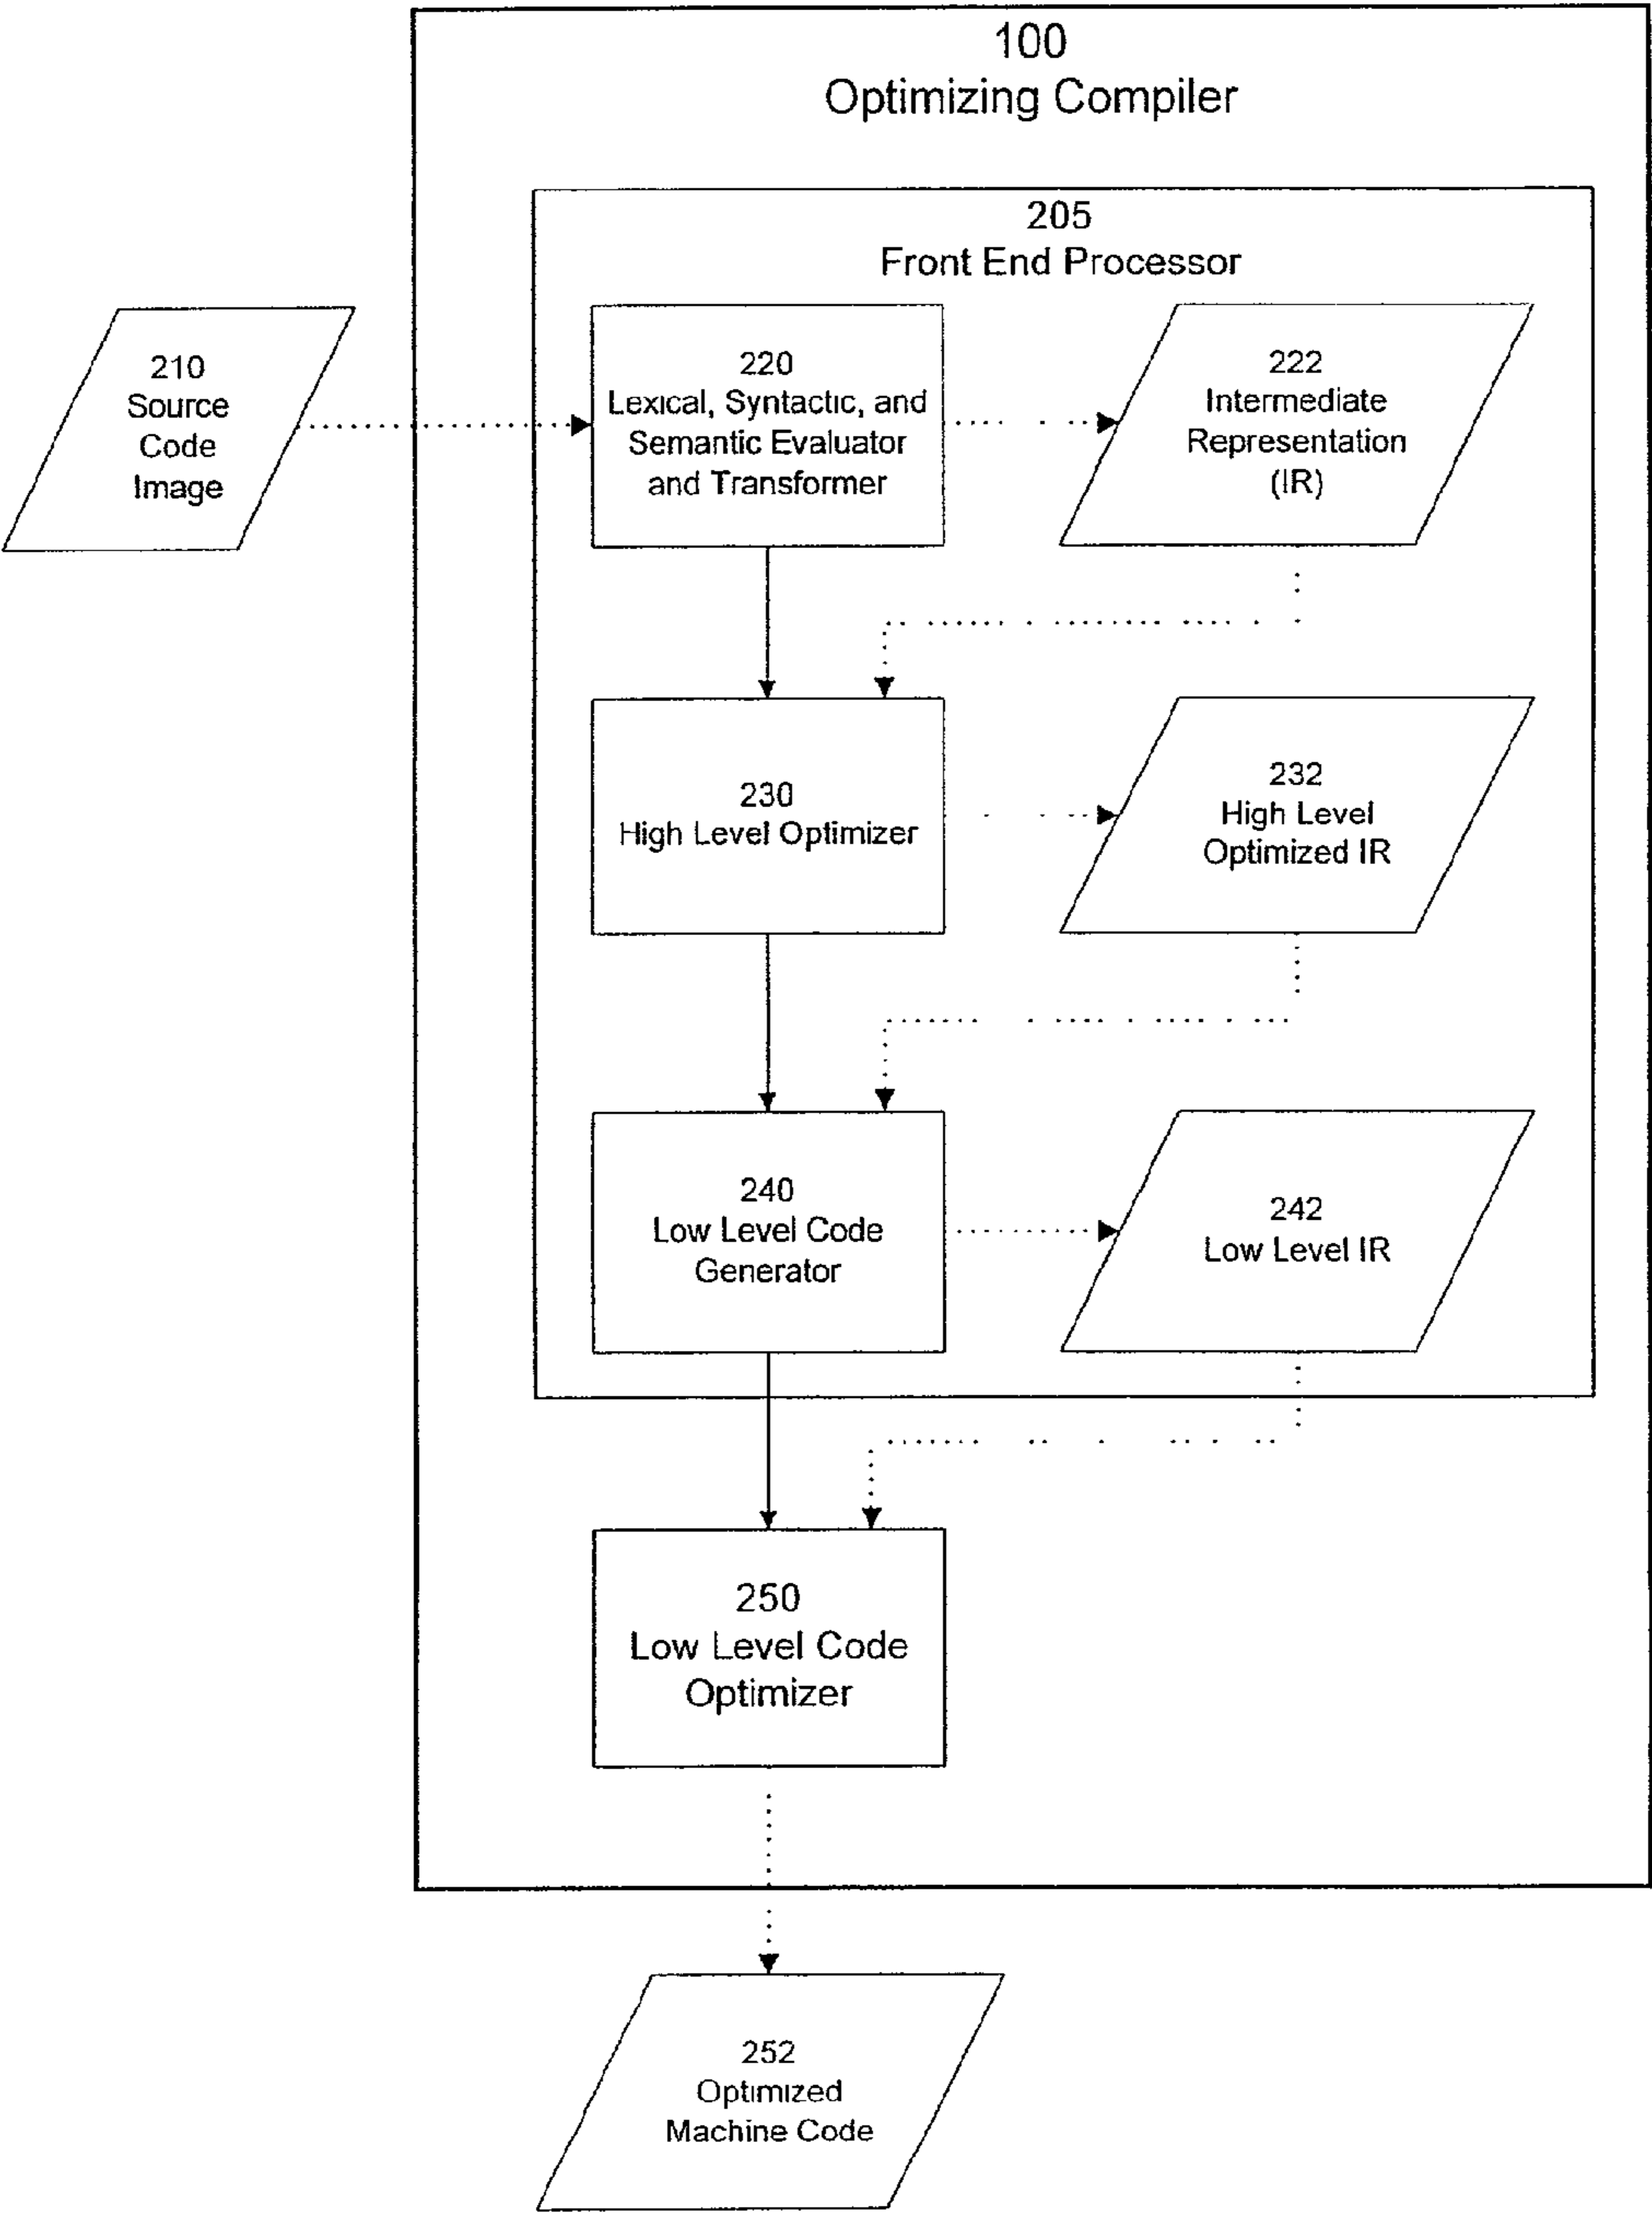 100
Optimizing Compiler
205
Front End Processor
210
Source
Code
Image
220
Lexical, Syntactic, and
Semantic Evaluator
and Transformer
222
Intermediate
Representation
(IR)
230
High Level Optimizer
232
High Level
Optimized IR
240
Low Level Code
Generator
242
Low Level IR
250
Low Level Code
Optimizer
252
Optimized
Machine Code